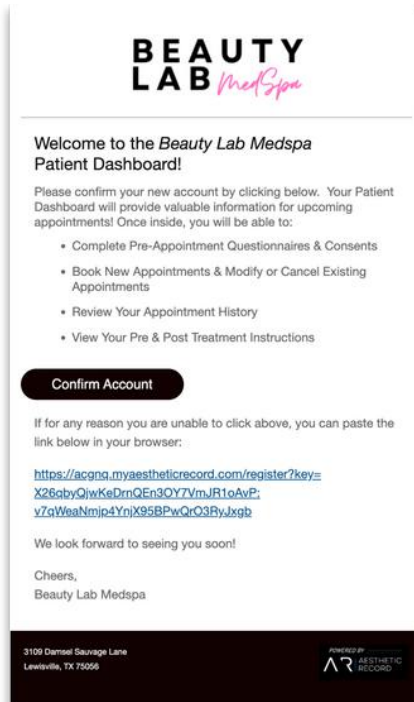 BEAUTY
LAB MedSpa
Welcome to the Beauty Lab Medspa
Patient Dashboard!
Please confirm your new account by clicking below. Your Patient
Dashboard will provide valuable information for upcoming
appointments! Once inside, you will be able to:
• Complete Pre-Appointment Questionnaires & Consents
• Book New Appointments & Modify or Cancel Existing
Appointments
• Review Your Appointment History
• View Your Pre & Post Treatment Instructions
Confirm Account
If for any reason you are unable to click above, you can paste the
link below in your browser:
https://acgnq.myaestheticrecord.com/register?key=
X26qbyQjwKeDrnQEn3OY7VmJR1oAvP:
v7qWeaNmjp4YnjX95BPwQrO3RyJxgb
We look forward to seeing you soon!
Cheers,
Beauty Lab Medspa
3109 Damsel Sauvage Lane
Lewisville, TX 75056
POWERED BY
AR AESTHETIC
RECORD